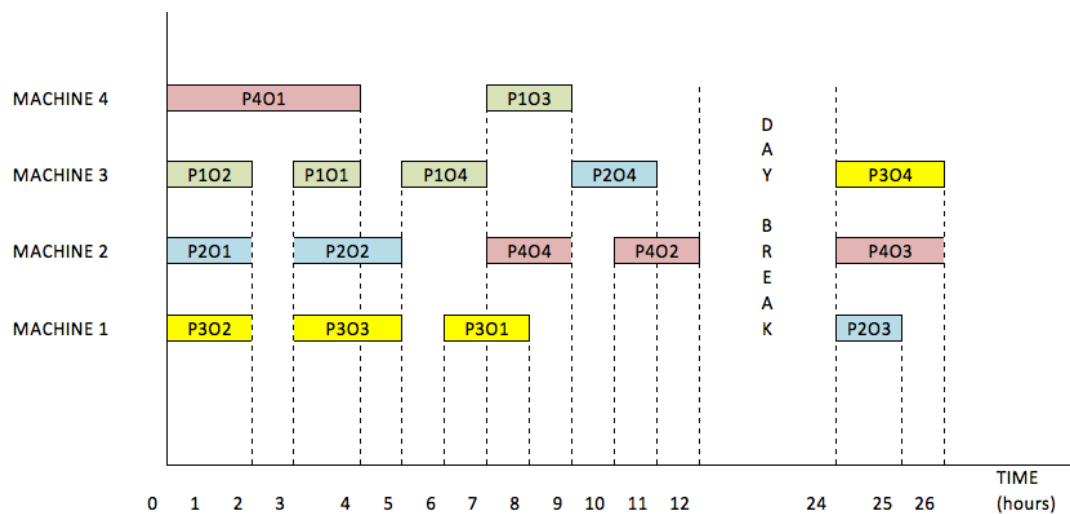 MACHINE 4 P4O1 P1O3
MACHINE 3 P1O2 P1O1 P1O4 P2O4 P3O4
MACHINE 2 P2O1 P2O2 P4O4 P4O2 P4O3
MACHINE 1 P3O2 P3O3 P3O1 P2O3
DAY BREAK
TIME
0 1 2 3 4 5 6 7 8 9 10 11 12 24 25 26 (hours)